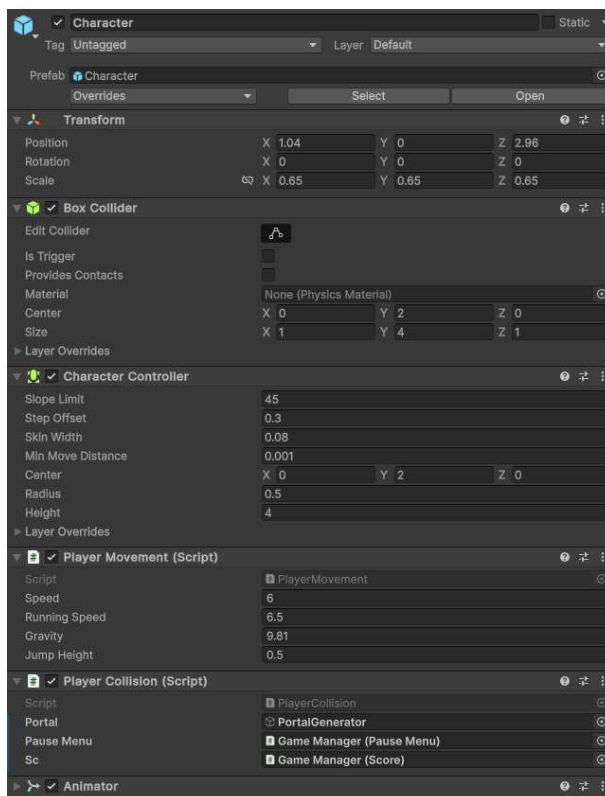 Character Static
Tag Untagged Layer Default
Prefab Character
Overrides Select Open
Transform
Position X 1.04 Y 0 Z 2.96
Rotation X 0 Y 0 Z 0
Scale X 0.65 Y 0.65 Z 0.65
Box Collider
Edit Collider
Is Trigger
Provides Contacts
Material None (Physics Material)
Center X 0 Y 2 Z 0
Size X 1 Y 4 Z 1
Layer Overrides
Character Controller
Slope Limit 45
Step Offset 0.3
Skin Width 0.08
Min Move Distance 0.001
Center X 0 Y 2 Z 0
Radius 0.5
Height 4
Layer Overrides
# Player Movement (Script)
Script # PlayerMovement
Speed 6
Running Speed 6.5
Gravity 9.81
Jump Height 0.5
# Player Collision (Script)
Script # PlayerCollision
Portal PortalGenerator
Pause Menu # Game Manager (Pause Menu)
Sc # Game Manager (Score)
Animator